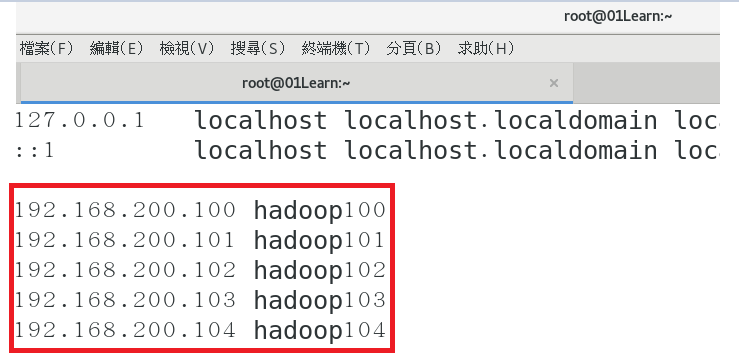 root@01Learn:~
檔案(F) 編輯(E) 檢視(V) 搜尋(S) 終端機(T) 分頁(B) 求助(H)
root@01Learn:~ ×
127.0.0.1 localhost localhost.localdomain loc
::1 localhost localhost.localdomain loc
192.168.200.100 hadoop100
192.168.200.101 hadoop101
192.168.200.102 hadoop102
192.168.200.103 hadoop103
192.168.200.104 hadoop104